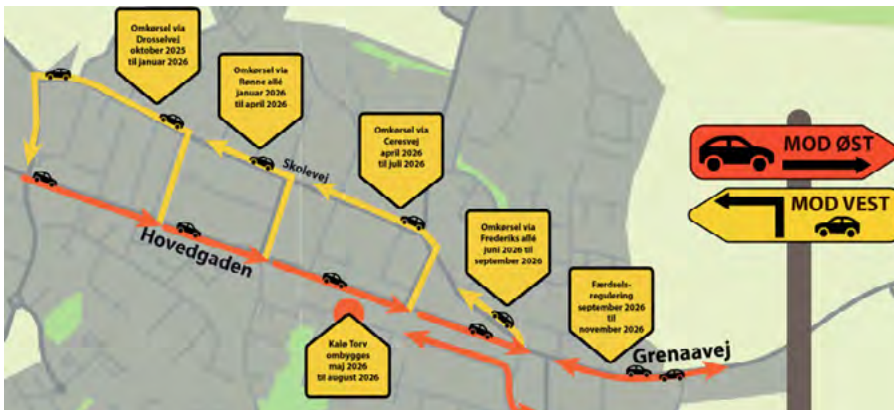 Omkørsel via
Drosselvej
oktober 2025
til januar 2026
Omkørsel via
Rønne allé
januar 2026
til april 2026
Omkørsel via
Ceresvej
april 2026
til juli 2026
Skolevej
MOD ØST
MOD VEST
Omkørsel via
Frederiks allé
juni 2026 til
september 2026
Hovedgaden
Færdsels-
regulering
september 2026
til
november 2026
Kalø Torv
ombygges
maj 2026
til august 2026
Grenaavej